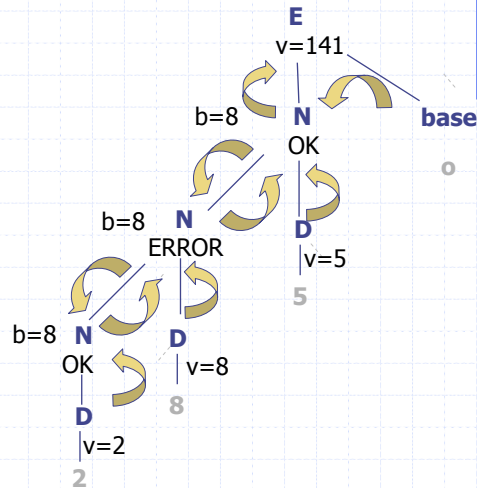 E
v=141
b=8 N base
OK
o
b=8 N D
ERROR v=5
5
b=8 N D
OK v=8
8
D
v=2
2